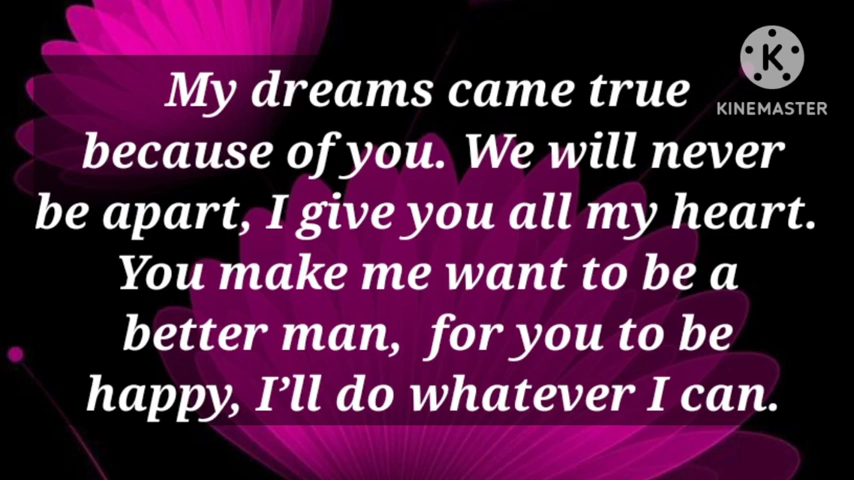 My dreams came true
because of you. We will never
be apart, I give you all my heart.
You make me want to be a
better man, for you to be
happy, I’ll do whatever I can.
K
KINEMASTER